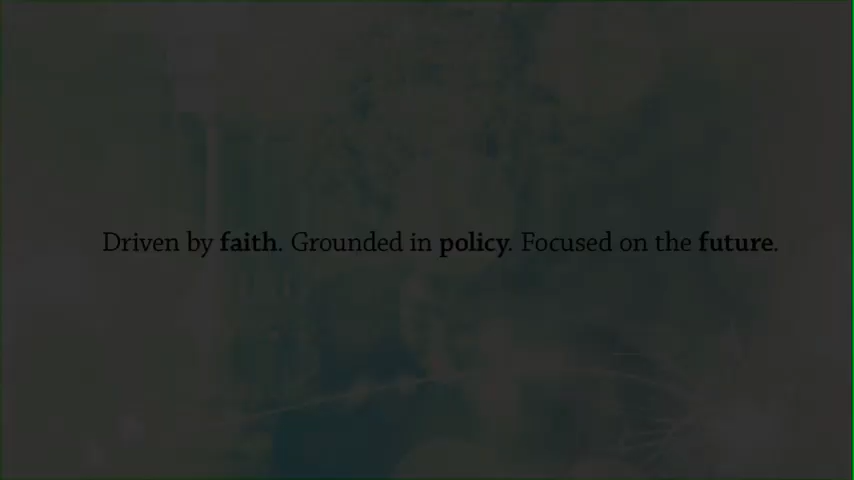 Driven by faith. Grounded in policy. Focused on the future.